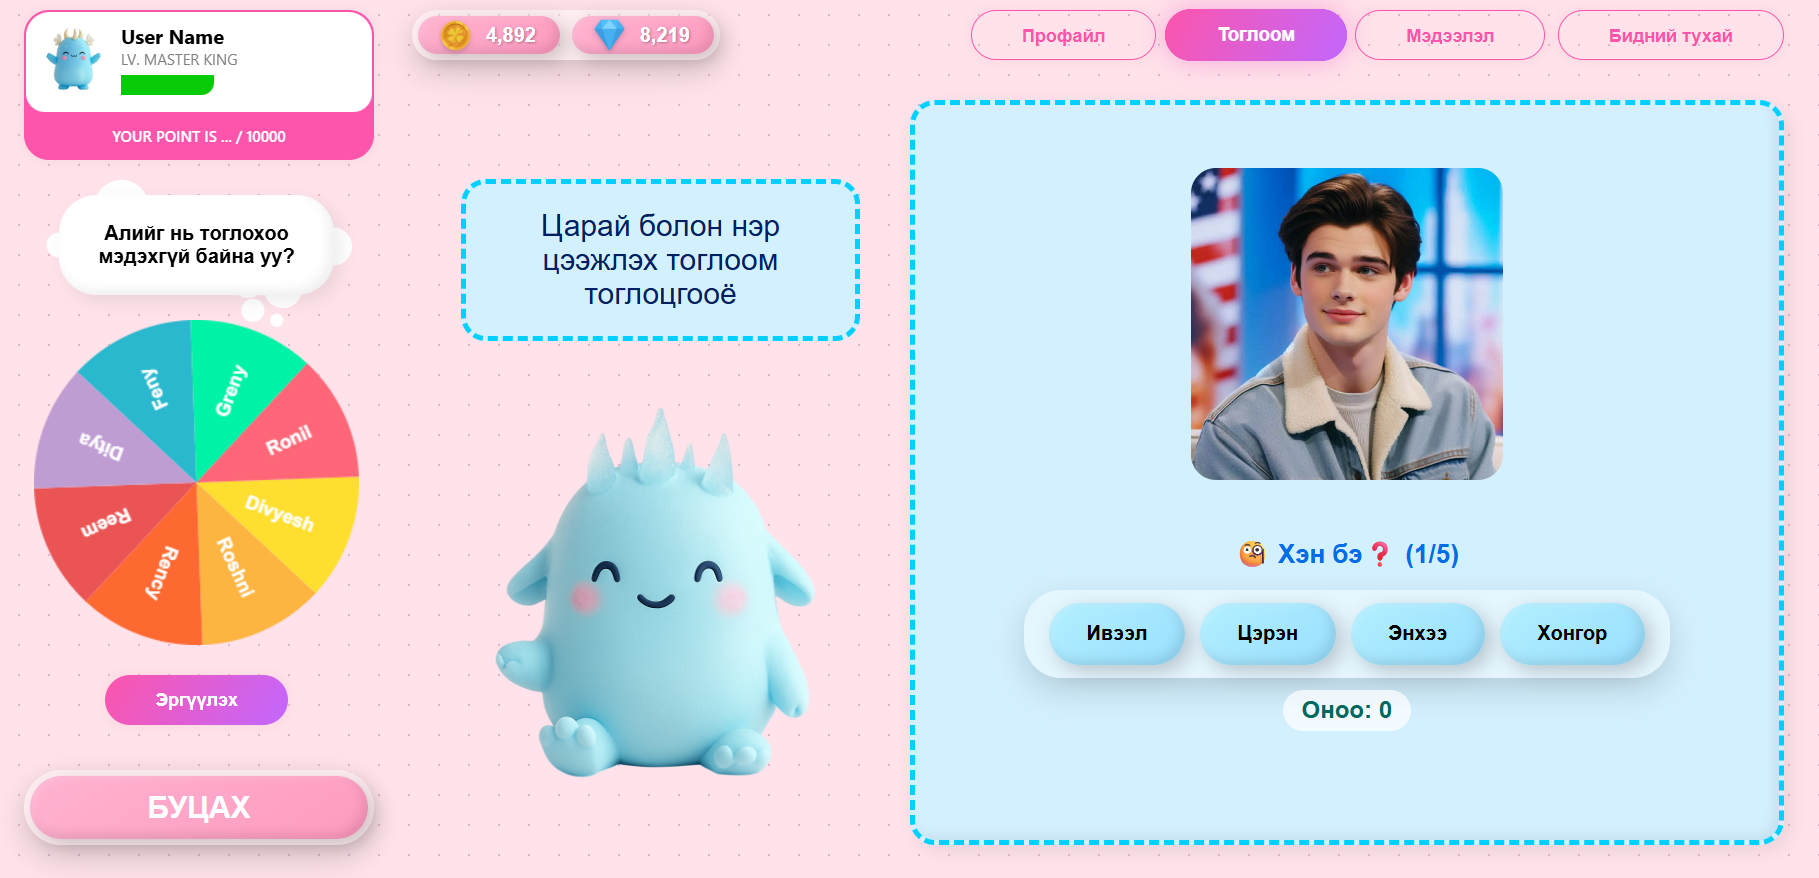 User Name
LV. MASTER KING
YOUR POINT IS ... / 10000
4,892
8,219
Профайл
Тоглоом
Мэдээлэл
Бидний тухай
Алийг нь тоглохоо
мэдэхгүй байна уу?
Царай болон нэр
цээжлэх тоглоом
тоглоцгооё
Greny
Ronil
Divyesh
Roshni
Rency
Reem
Ditya
Feny
Эргүүлэх
БУЦАХ
🧐 Хэн бэ❓ (1/5)
Ивээл
Цэрэн
Энхээ
Хонгор
Оноо: 0